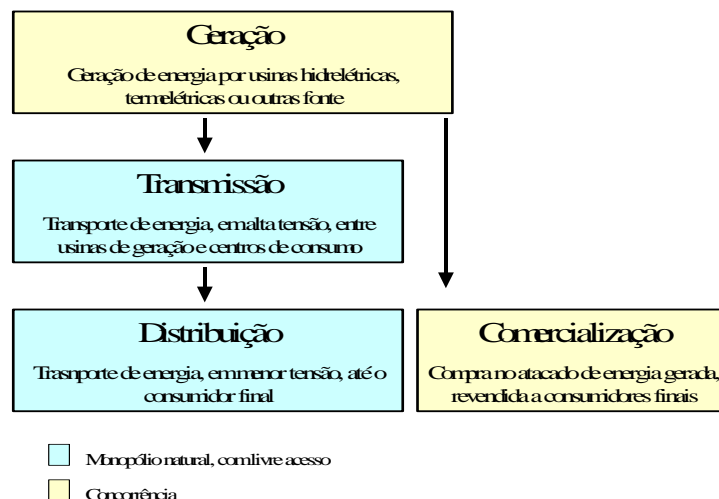 Geração
Geração de energia por usinas hidrelétricas,
termelétricas ou outras fonte
Transmissão
Transporte de energia, em alta tensão, entre
usinas de geração e centros de consumo
Distribuição
Trasnporte de energia, em menor tensão, até o
consumidor final
Comercialização
Compra no atacado de energia gerada,
revendida a consumidores finais
Monopólio natural, com livre acesso
Concorrência